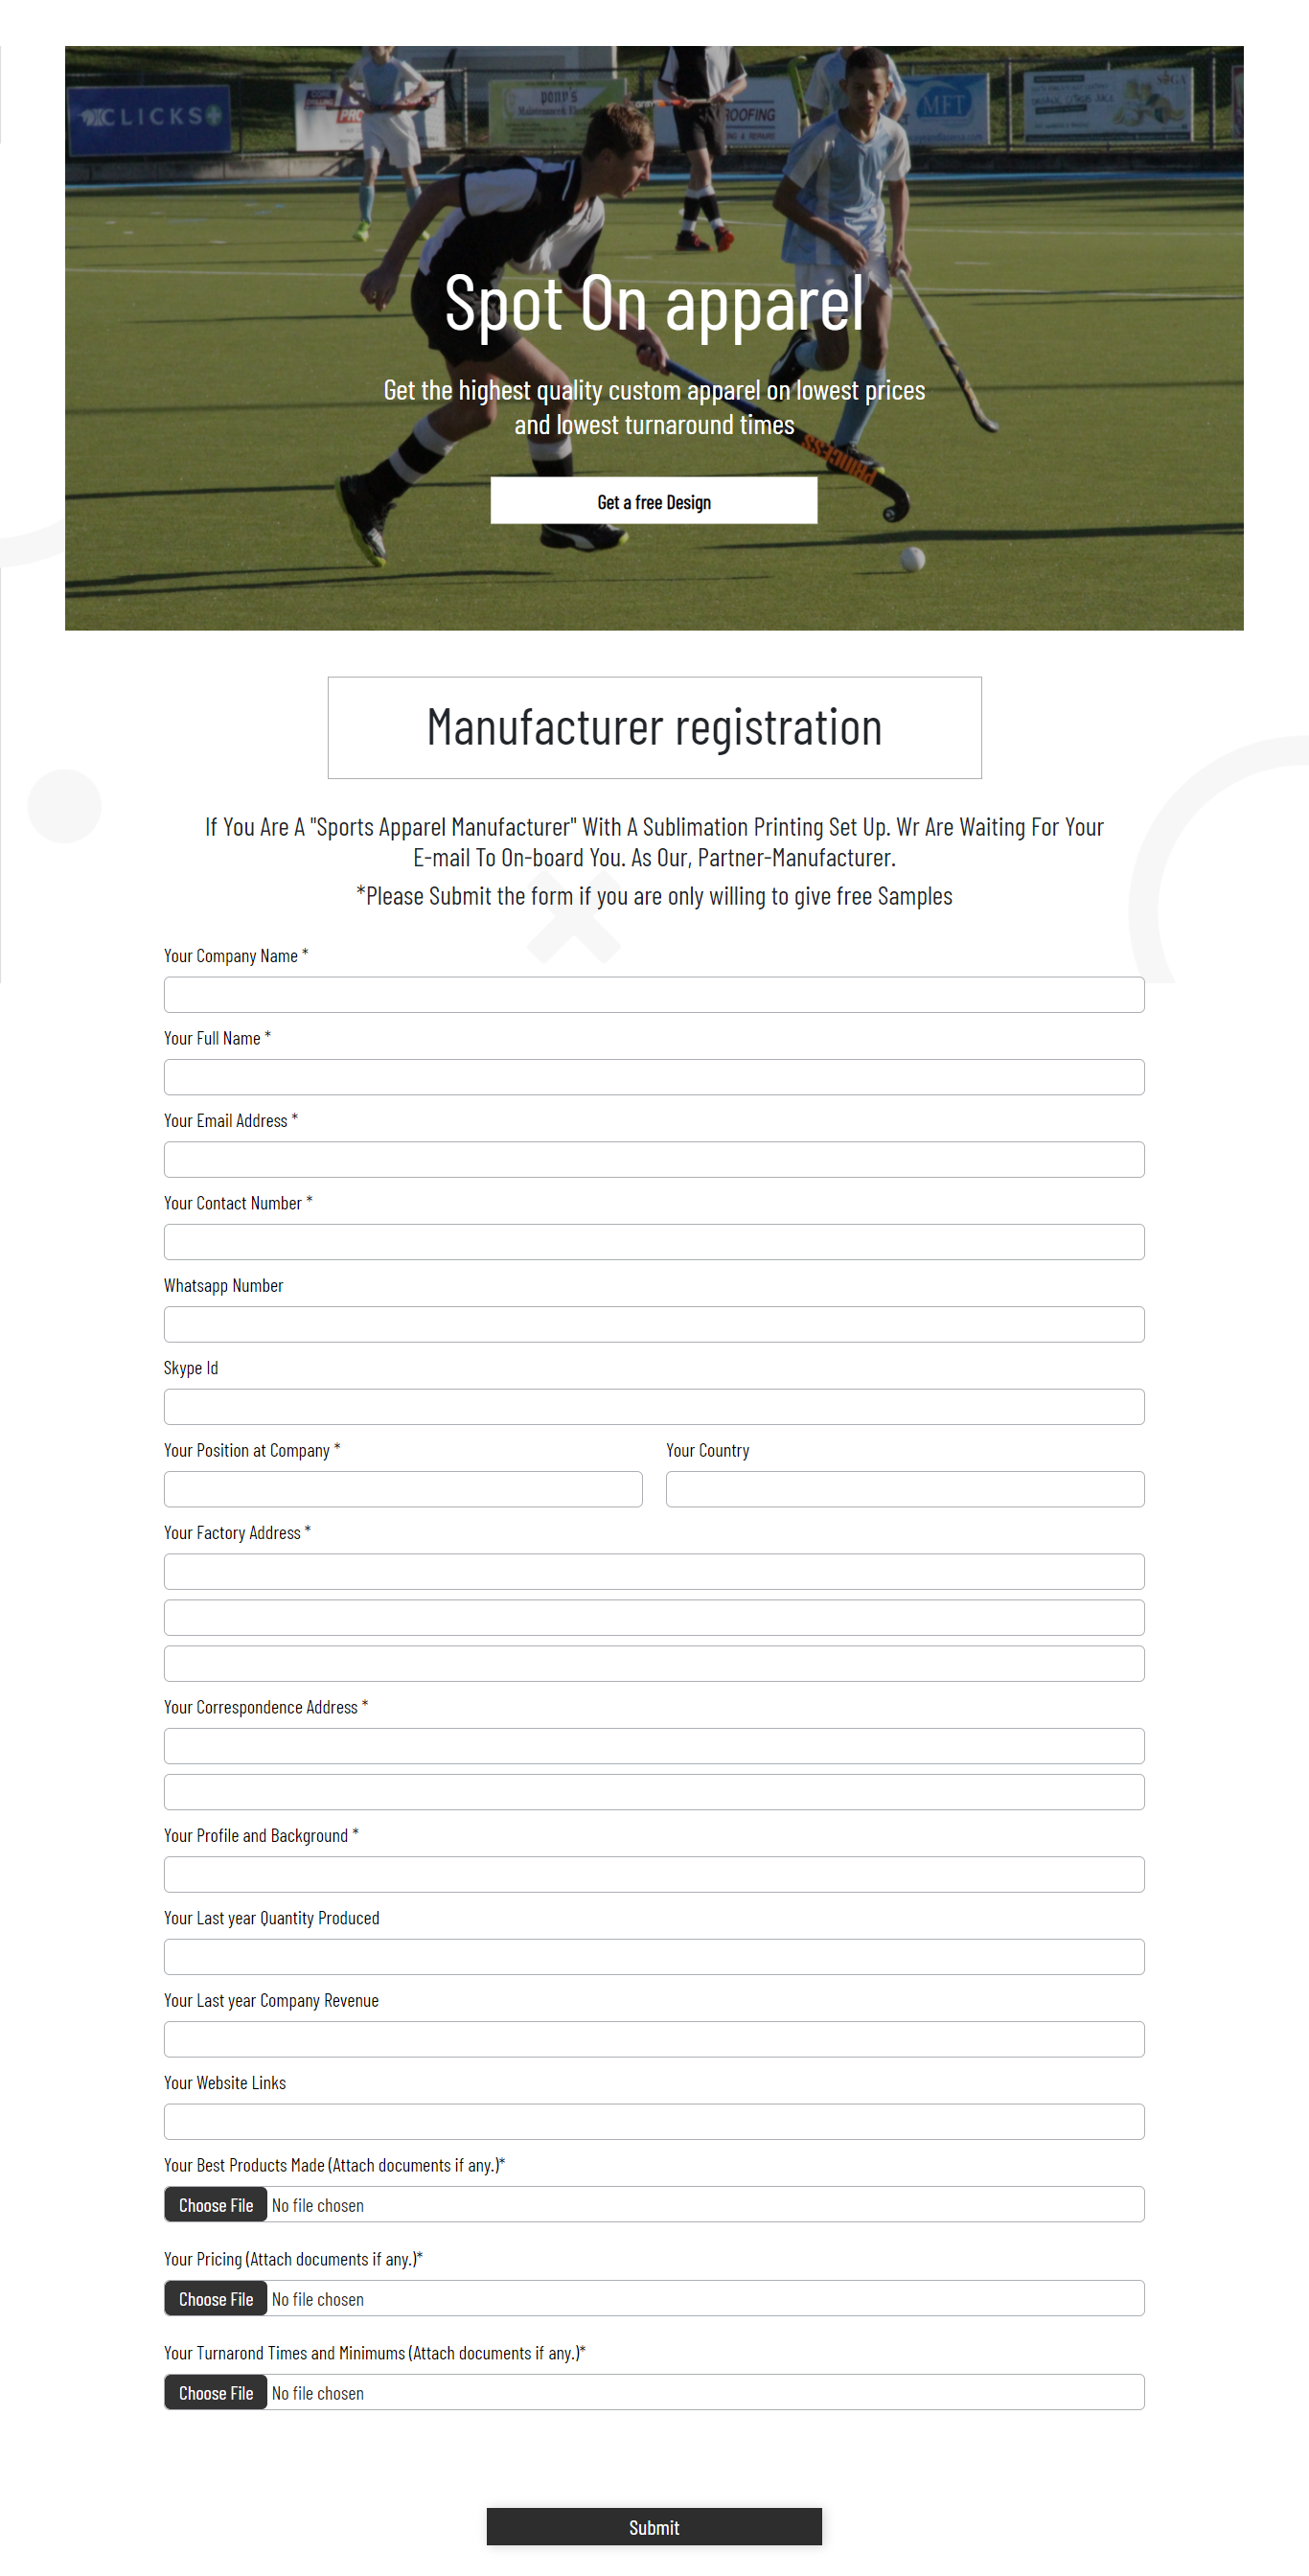 CLICKS
PRO
pony's
ROOFING
MFT
Spot On apparel
Get the highest quality custom apparel on lowest prices
and lowest turnaround times
PRINCESS
Get a free Design
Manufacturer registration
If You Are A "Sports Apparel Manufacturer" With A Sublimation Printing Set Up. Wr Are Waiting For Your
E-mail To On-board You. As Our, Partner-Manufacturer.
*Please Submit the form if you are only willing to give free Samples
Your Company Name *
Your Full Name *
Your Email Address *
Your Contact Number *
Whatsapp Number
Skype Id
Your Position at Company * Your Country
Your Factory Address *
Your Correspondence Address *
Your Profile and Background *
Your Last year Quantity Produced
Your Last year Company Revenue
Your Website Links
Your Best Products Made (Attach documents if any.)*
Choose File No file chosen
Your Pricing (Attach documents if any.)*
Choose File No file chosen
Your Turnarond Times and Minimums (Attach documents if any.)*
Choose File No file chosen
Submit